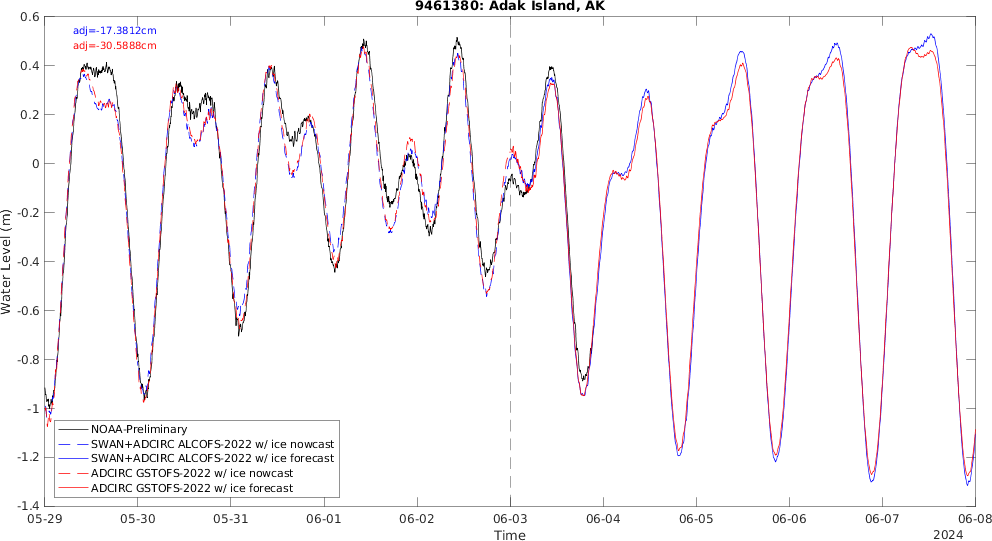 9461380: Adak Island, AK
adj=-17.3812cm
adj=-30.5888cm
Water Level (m)
0.6
0.4
0.2
0
-0.2
-0.4
-0.6
-0.8
-1
-1.2
-1.4
NOAA-Preliminary
SWAN+ADCIRC ALCOFS-2022 w/ ice nowcast
SWAN+ADCIRC ALCOFS-2022 w/ ice forecast
ADCIRC GSTOFS-2022 w/ ice nowcast
ADCIRC GSTOFS-2022 w/ ice forecast
05-29 05-30 05-31 06-01 06-02 06-03 06-04 06-05 06-06 06-07 06-08
Time
2024